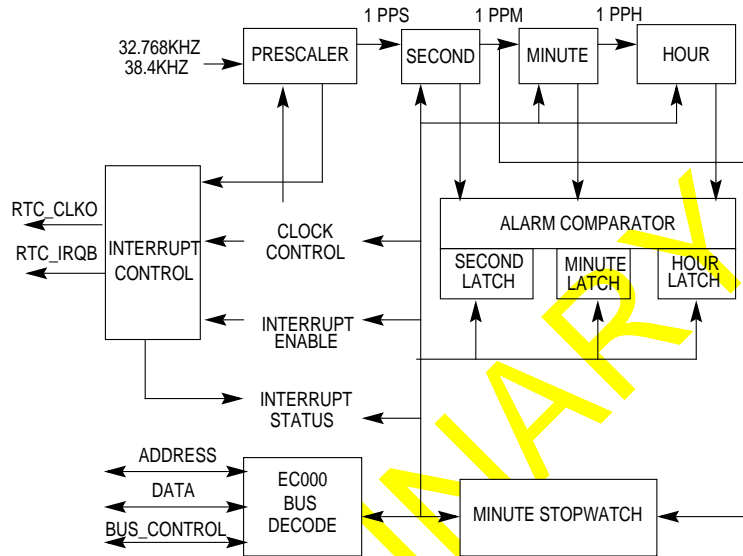 1 PPS
1 PPM
1 PPH
32.768KHZ
38.4KHZ
PRESCALER
SECOND
MINUTE
HOUR
RTC_CLKO
RTC_IRQB
INTERRUPT
CONTROL
CLOCK
CONTROL
INTERRUPT
ENABLE
INTERRUPT
STATUS
ALARM COMPARATOR
SECOND
LATCH
MINUTE
LATCH
HOUR
LATCH
ADDRESS
DATA
BUS_CONTROL
EC000
BUS
DECODE
MINUTE STOPWATCH
NARY